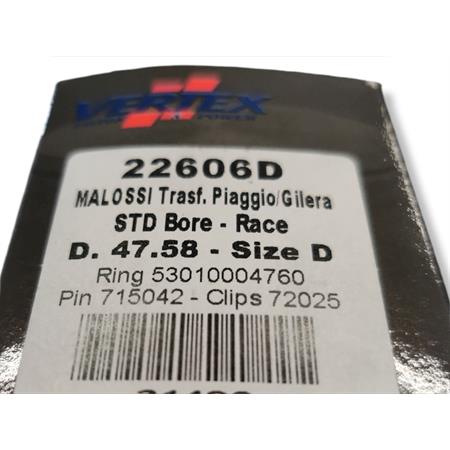 VERTEX
22606D
MALOSSI Trasf. Piaggio/Gilera
STD Bore - Race
D. 47.58 - Size D
Ring 53010004760
Pin 715042 - Clips 72025